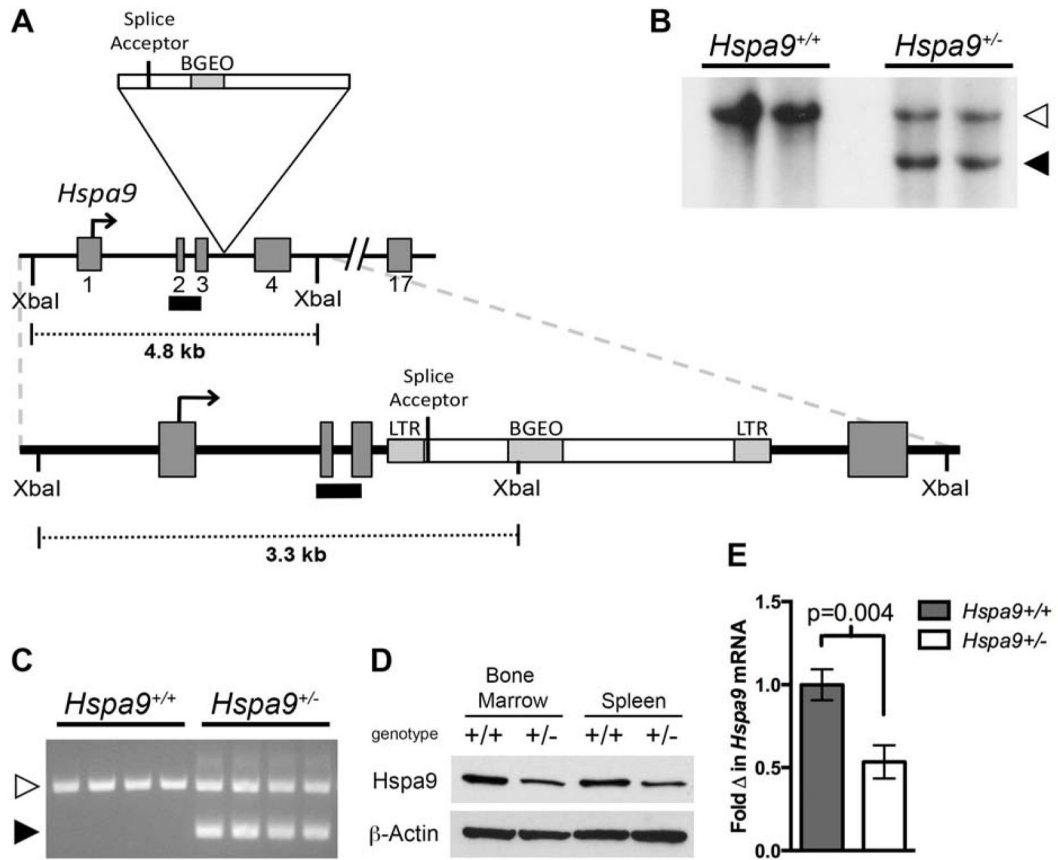 A
Splice
Acceptor
BGEO
Hspa9
1 2 3 4 17
XbaI XbaI
4.8 kb
Splice
Acceptor
LTR BGEO LTR
XbaI XbaI XbaI
3.3 kb
B
Hspa9+/+ Hspa9+/-
C
Hspa9+/+ Hspa9+/-
D
Bone
Marrow Spleen
genotype +/+ +/- +/+ +/-
Hspa9
β-Actin
E
Fold Δ in Hspa9 mRNA
1.5
1.0
0.5
0.0
p=0.004
Hspa9+/+
Hspa9+/-